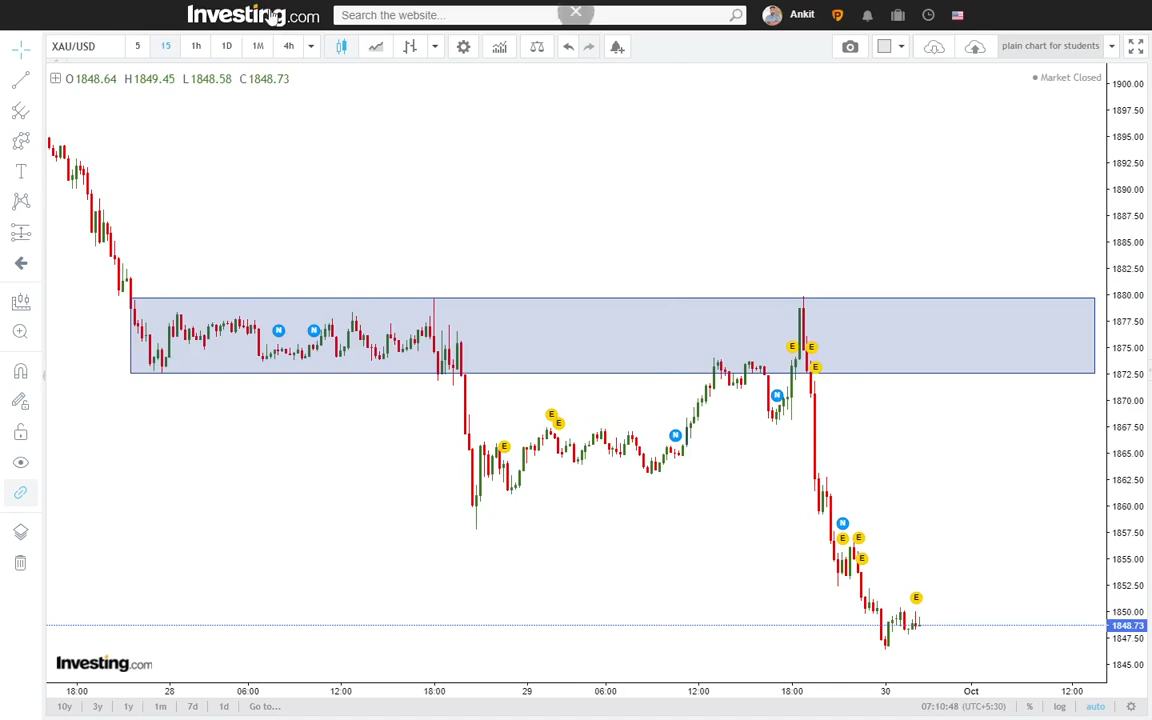 Investing.com Search the website... Ankit
XAU/USD 5 15 1h 1D 1M 4h plain chart for students
O1848.64 H1849.45 L1848.58 C1848.73 Market Closed
1900.00
1897.50
1895.00
1892.50
1890.00
1887.50
1885.00
1882.50
1880.00
1877.50
1875.00
1872.50
1870.00
1867.50
1865.00
1862.50
1860.00
1857.50
1855.00
1852.50
1850.00
1848.73
1847.50
1845.00
N N
E E
E
N
E E
N
E
N
E E
E
E
Investing.com
18:00 28 06:00 12:00 18:00 29 06:00 12:00 18:00 30 Oct 12:00
10y 3y 1y 1m 7d 1d Go to... 07:10:48 (UTC+5:30) % log auto